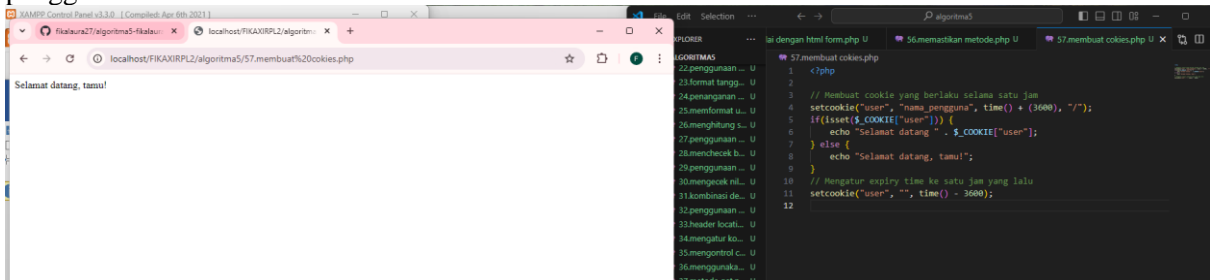 XAMPP Control Panel v3.3.0 [Compiled: Apr 6th 2021]
fikalaura27/algoritma5-fikalau
localhost/FIKAXIRPL2/algoritm
localhost/FIKAXIRPL2/algoritma5/57.membuat%20cokies.php
F
Selamat datang, tamu!
File Edit Selection ...
algoritma5
XPLORER ...
lai dengan html form.php U
56.memastikan metode.php U
57.membuat cokies.php U
LGORITMA5
22.penggunaan ... U
23.format tangg... U
24.penanganan ... U
25.memformat u... U
26.menghitung s... U
27.penggunaan ... U
28.menchecek b... U
29.penggunaan ... U
30.mengecek nil... U
31.kombinasi de... U
32.penggunaan ... U
33.header locati... U
34.mengatur ko... U
35.mengontrol c... U
36.menggunaka... U
57.membuat cokies.php
1 <?php
2
3 // Membuat cookie yang berlaku selama satu jam
4 setcookie("user", "nama_pengguna", time() + (3600), "/");
5 if(isset($_COOKIE["user"])) {
6 echo "Selamat datang " . $_COOKIE["user"];
7 } else {
8 echo "Selamat datang, tamu!";
9 }
10 // Mengatur expiry time ke satu jam yang lalu
11 setcookie("user", "", time() - 3600);
12